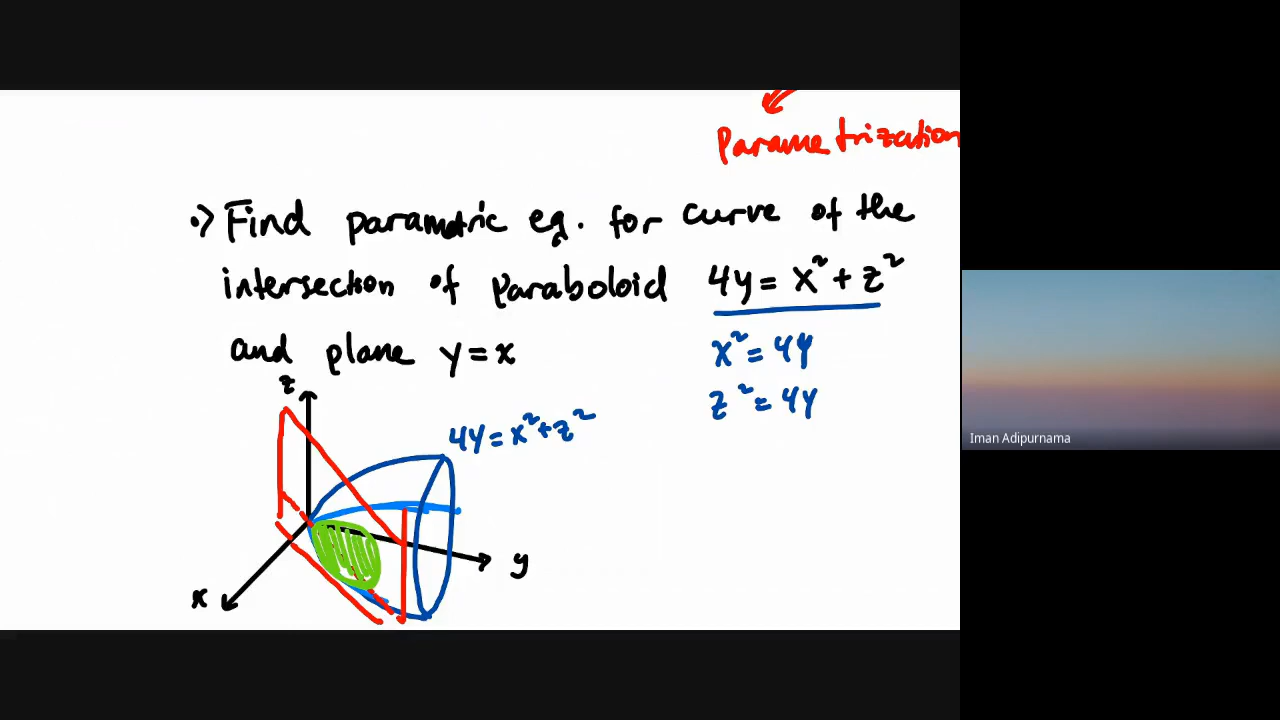 Parametrization
•> Find parametric eq. for curve of the
intersection of paraboloid 4y = x² + z²
and plane y = x
x² = 4y
z² = 4y
z
4y = x² + z²
y
x
Iman Adipurnama